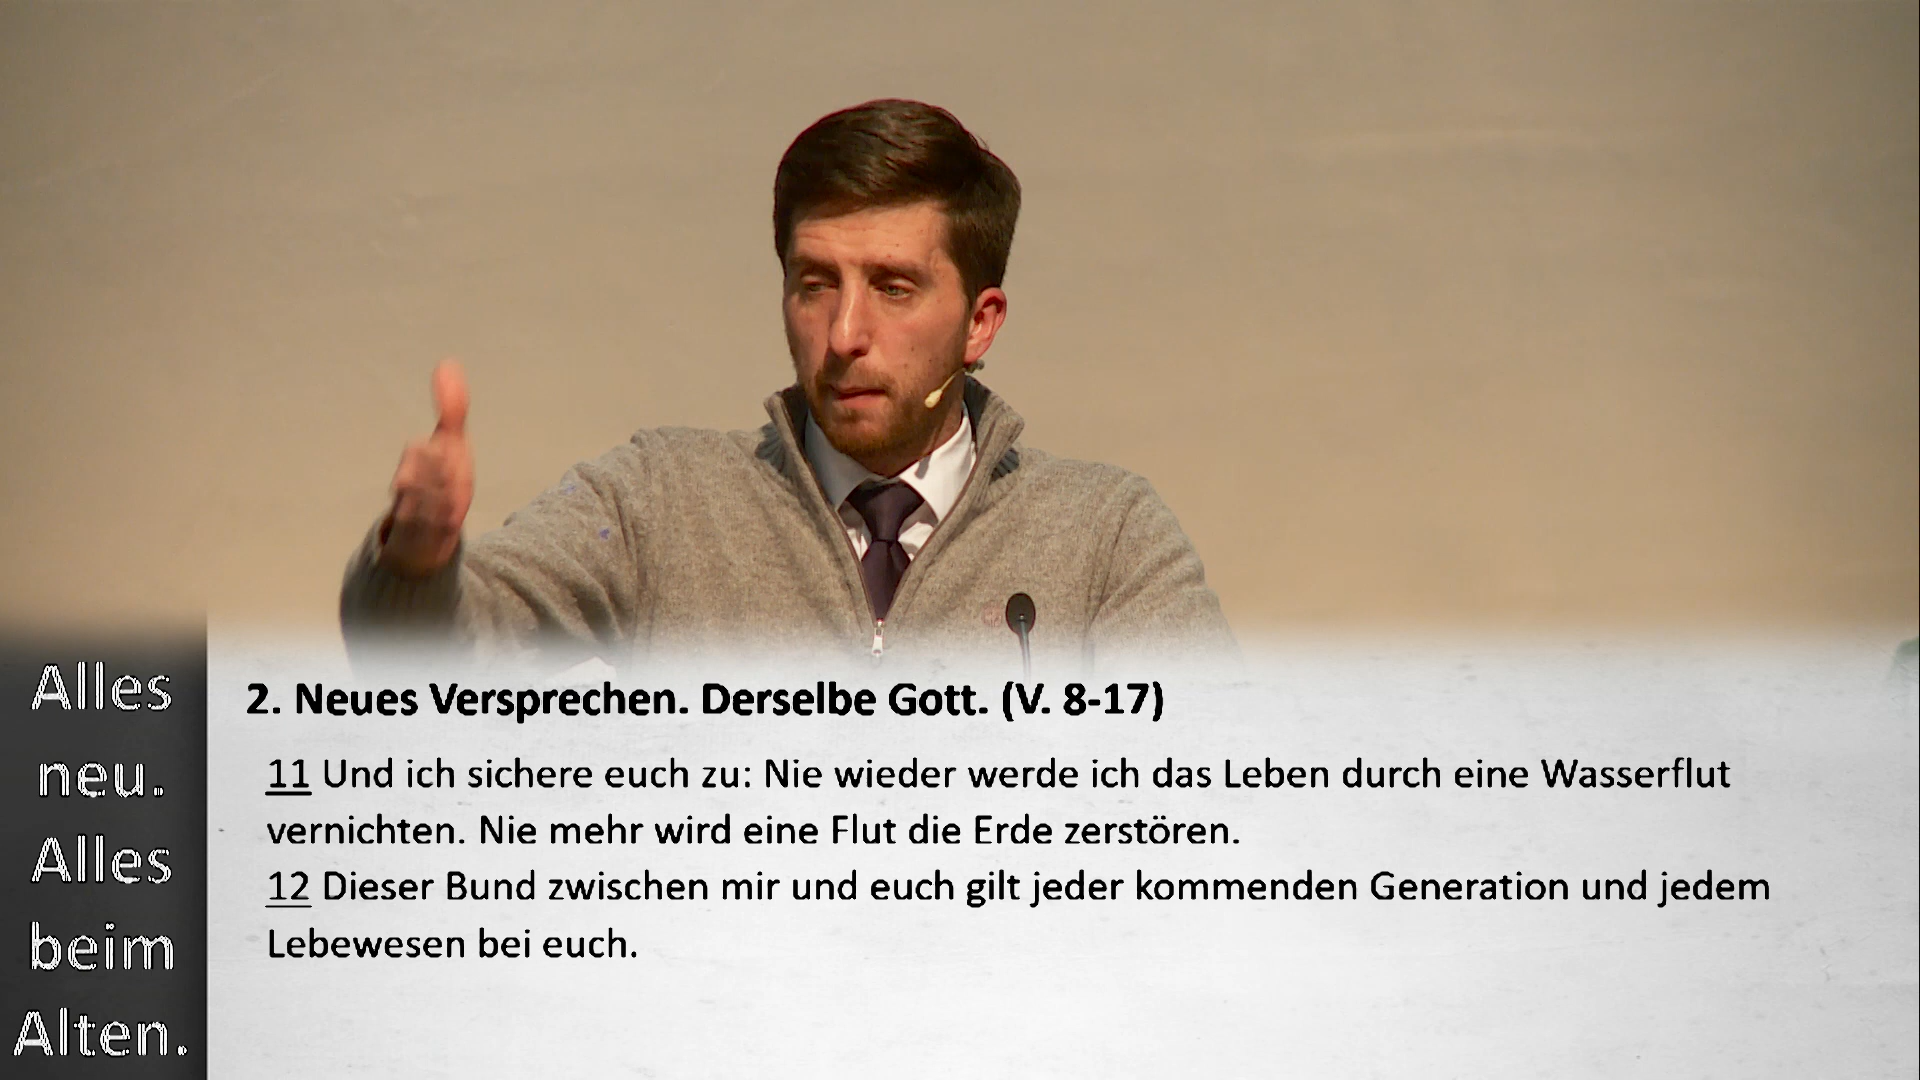 Alles
neu.
Alles
beim
Alten.
2. Neues Versprechen. Derselbe Gott. (V. 8-17)
11 Und ich sichere euch zu: Nie wieder werde ich das Leben durch eine Wasserflut
vernichten. Nie mehr wird eine Flut die Erde zerstören.
12 Dieser Bund zwischen mir und euch gilt jeder kommenden Generation und jedem
Lebewesen bei euch.